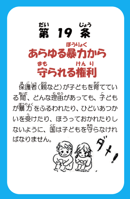 第19条
あらゆる暴力から
守られる権利
保護者(親など)が子どもを育てて
いる間、どんな理由があっても、子ども
が暴力をふるわれたり、ひどいあつか
いを受けたり、ほうっておかれたりし
ないように、国は子どもを守らなけれ
ばなりません。
ダメ!